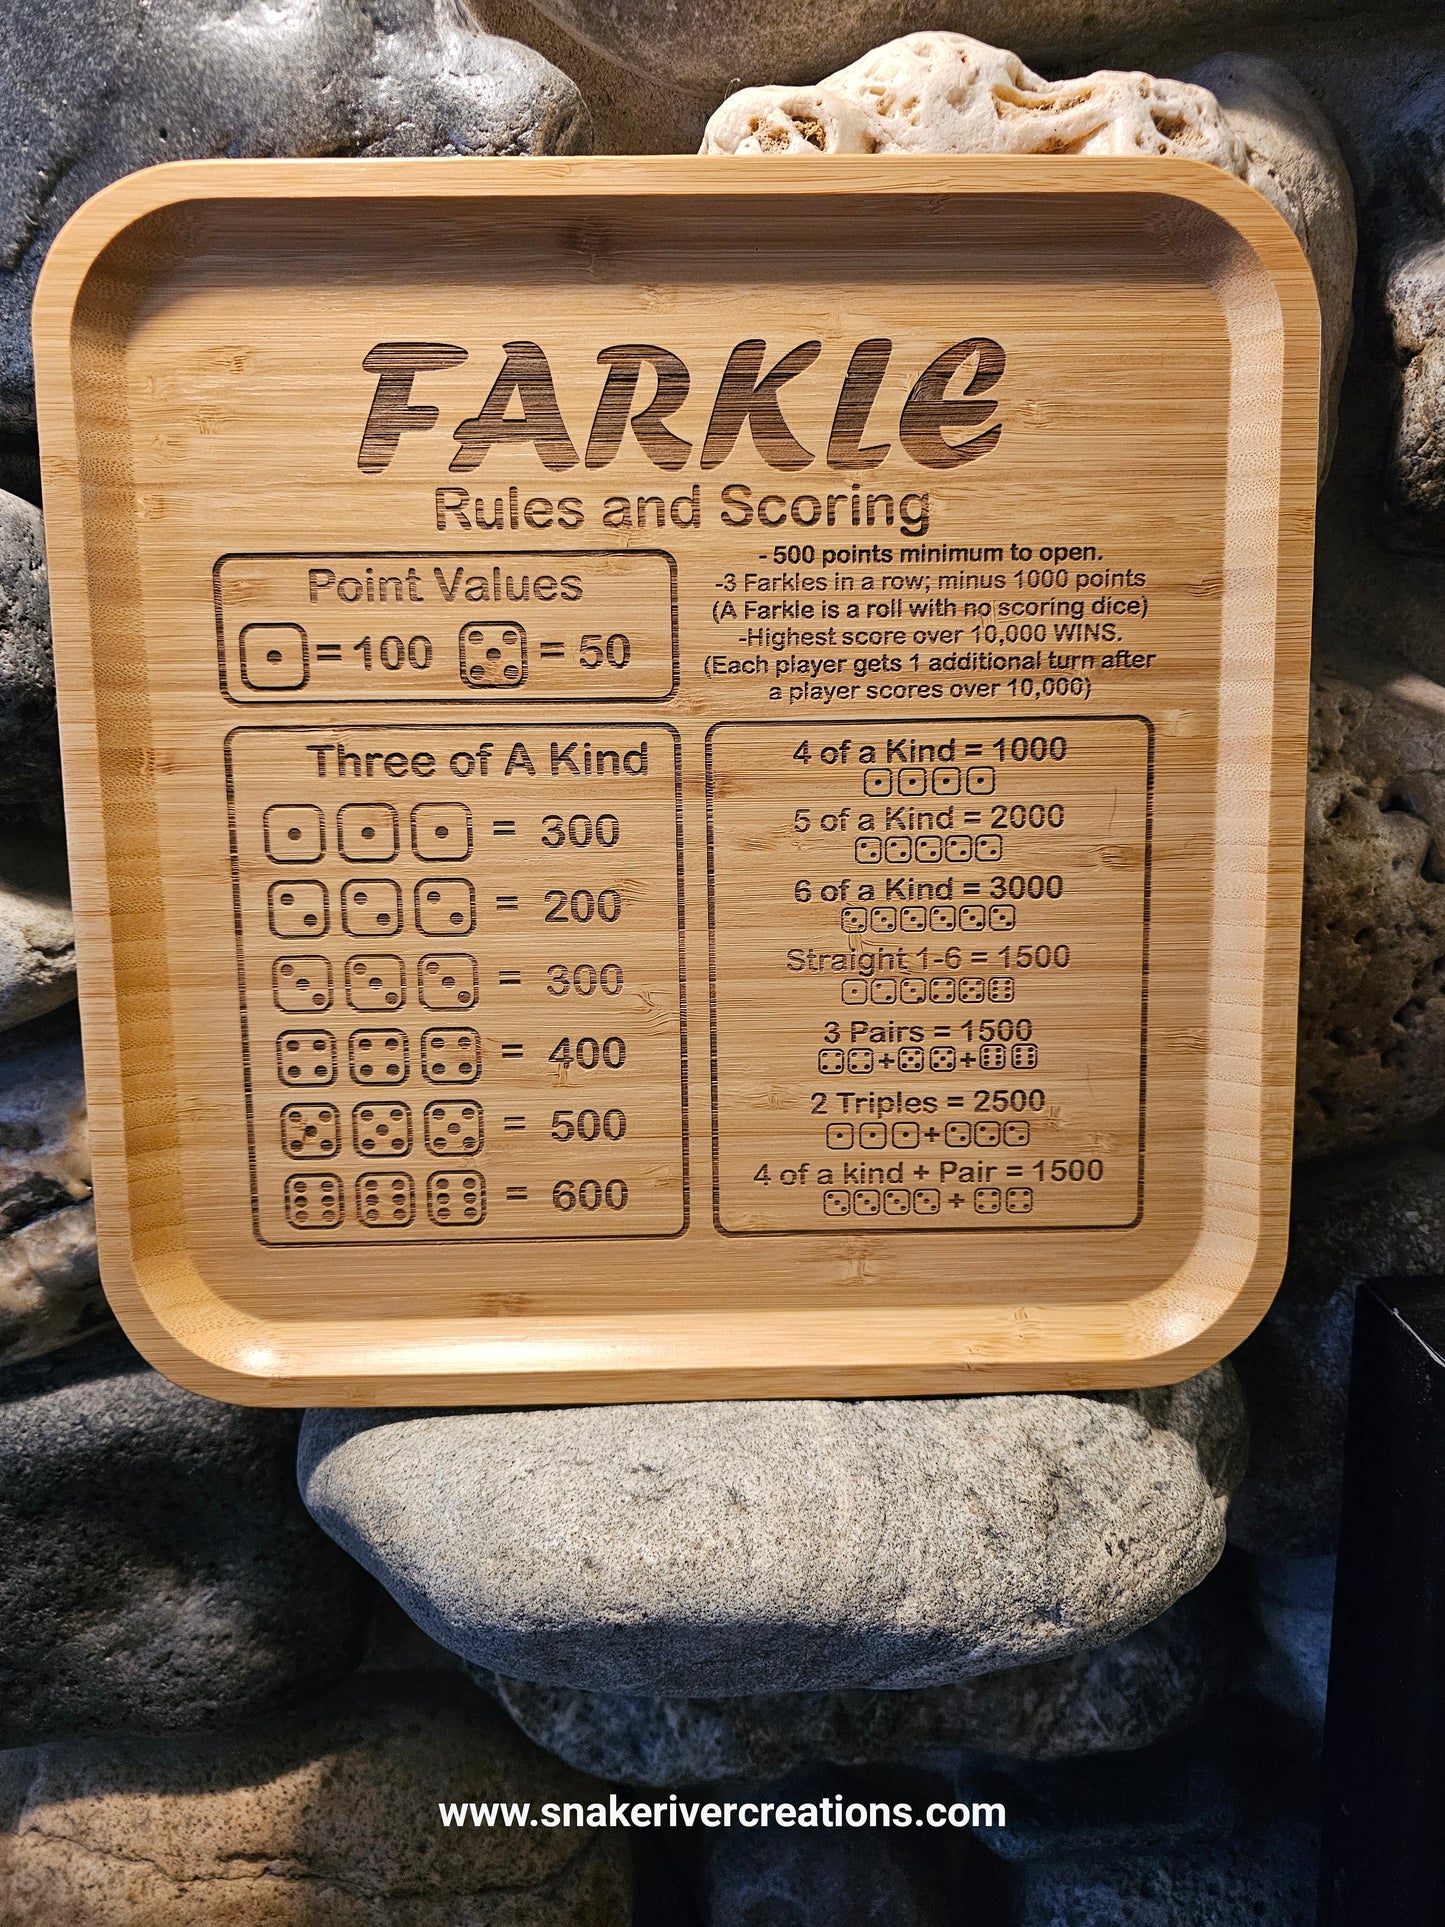 FARKLE
Rules and Scoring
Point Values
=100 = 50
- 500 points minimum to open.
-3 Farkles in a row; minus 1000 points
(A Farkle is a roll with no scoring dice)
-Highest score over 10,000 WINS.
(Each player gets 1 additional turn after
a player scores over 10,000)
Three of A Kind
= 300
= 200
= 300
= 400
= 500
= 600
4 of a Kind = 1000
5 of a Kind = 2000
6 of a Kind = 3000
Straight 1-6 = 1500
3 Pairs = 1500
+ +
2 Triples = 2500
+
4 of a kind + Pair = 1500
+
www.snakerivercreations.com